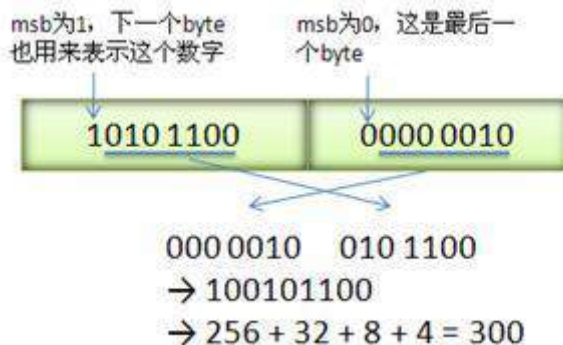 msb为1，下一个byte
也用来表示这个数字
msb为0，这是最后一
个byte
1010 1100
0000 0010
000 0010 010 1100
→ 100101100
→ 256 + 32 + 8 + 4 = 300